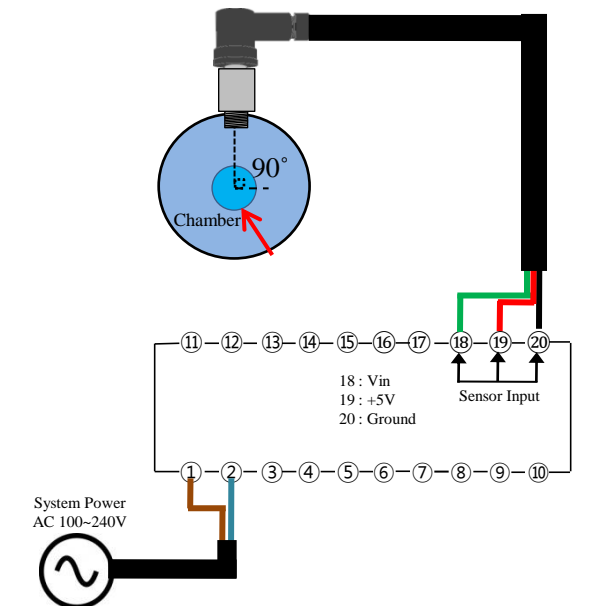 90°
Chamber
⑪ ⑫ ⑬ ⑭ ⑮ ⑯ ⑰ ⑱ ⑲ ⑳
18 : Vin
19 : +5V
20 : Ground
Sensor Input
① ② ③ ④ ⑤ ⑥ ⑦ ⑧ ⑨ ⑩
System Power
AC 100~240V